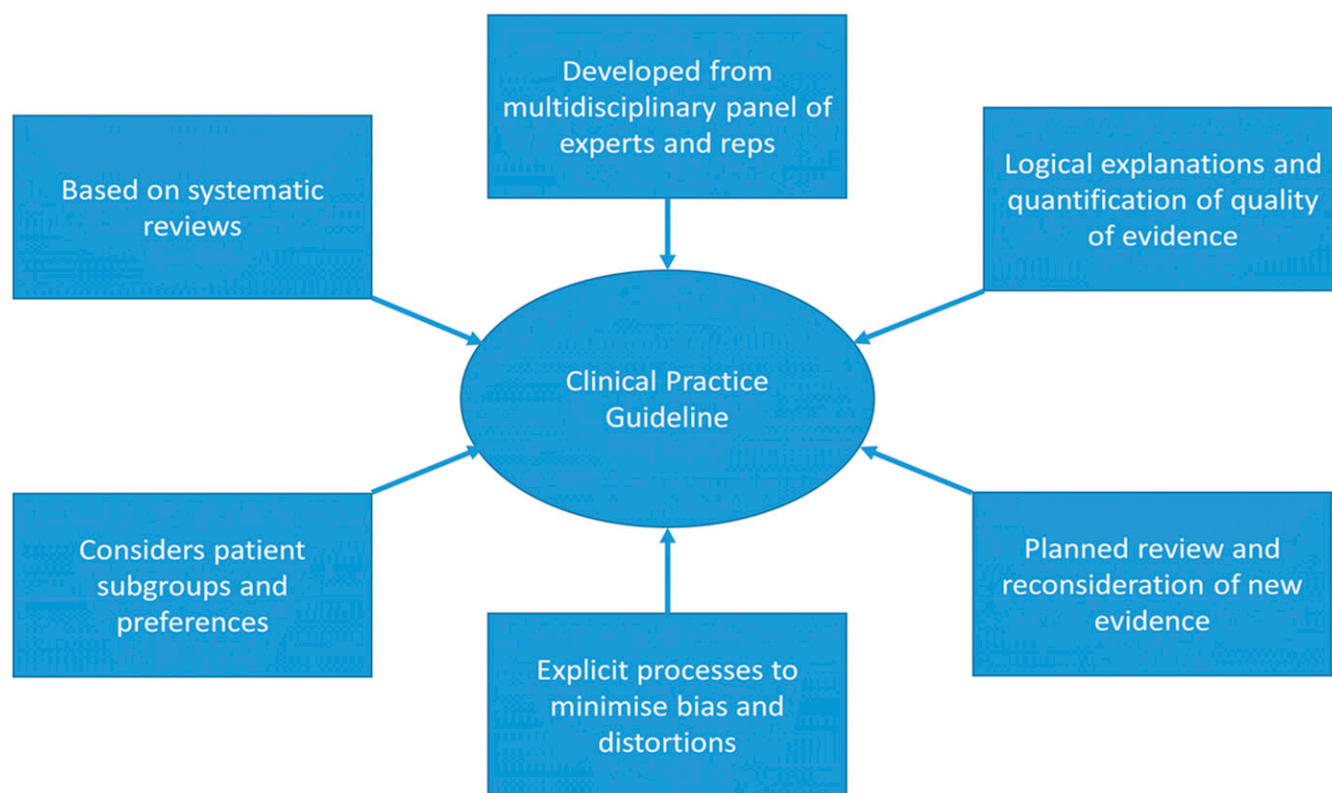 Developed from
multidisciplinary panel of
experts and reps
Based on systematic
reviews
Logical explanations and
quantification of quality
of evidence
Clinical Practice
Guideline
Considers patient
subgroups and
preferences
Planned review and
reconsideration of new
evidence
Explicit processes to
minimise bias and
distortions